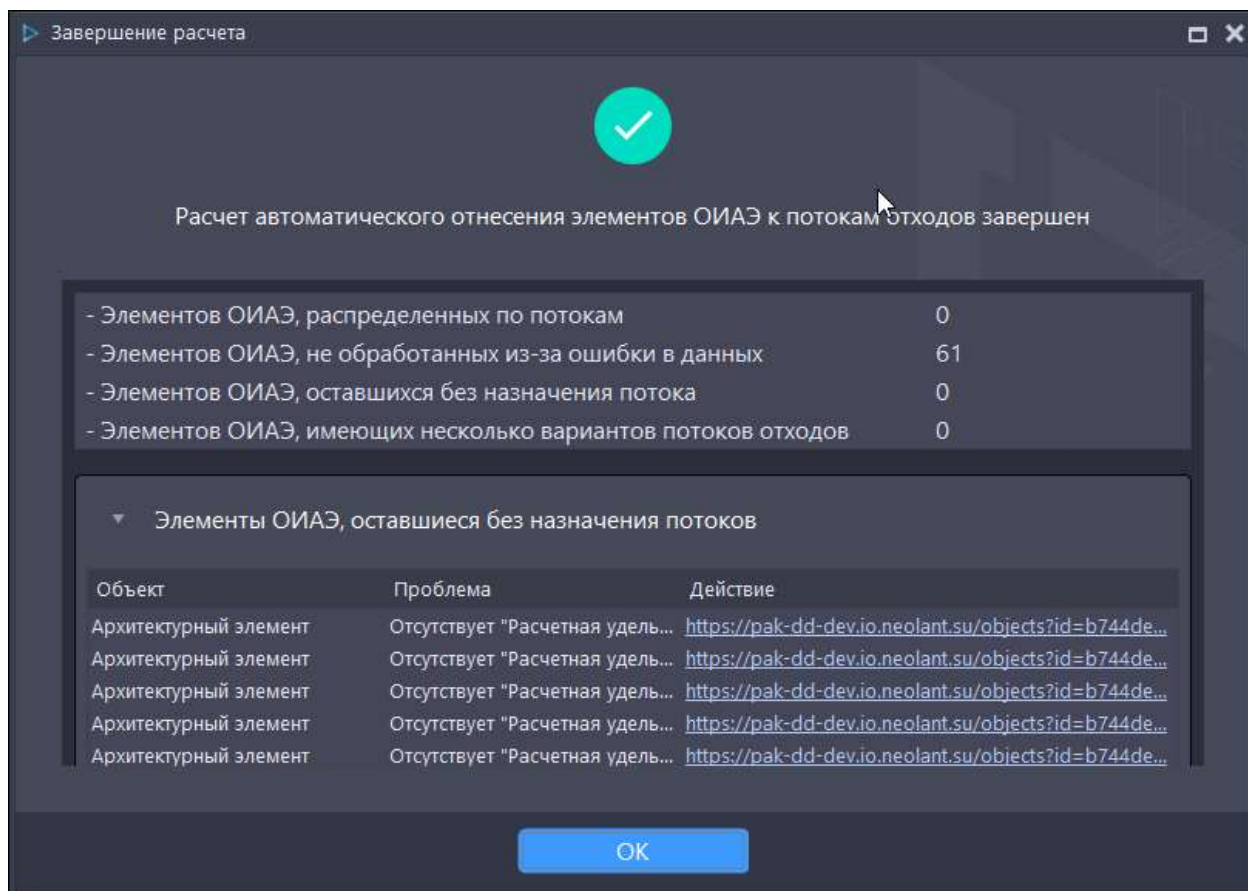 Завершение расчета
Расчет автоматического отнесения элементов ОИАЭ к потокам отходов завершен
- Элементов ОИАЭ, распределенных по потокам 0
- Элементов ОИАЭ, не обработанных из-за ошибки в данных 61
- Элементов ОИАЭ, оставшихся без назначения потока 0
- Элементов ОИАЭ, имеющих несколько вариантов потоков отходов 0
Элементы ОИАЭ, оставшиеся без назначения потоков
Объект Проблема Действие
Архитектурный элемент Отсутствует "Расчетная удель... https://pak-dd-dev.io.neolant.su/objects?id=b744de...
Архитектурный элемент Отсутствует "Расчетная удель... https://pak-dd-dev.io.neolant.su/objects?id=b744de...
Архитектурный элемент Отсутствует "Расчетная удель... https://pak-dd-dev.io.neolant.su/objects?id=b744de...
Архитектурный элемент Отсутствует "Расчетная удель... https://pak-dd-dev.io.neolant.su/objects?id=b744de...
Архитектурный элемент Отсутствует "Расчетная удель... https://pak-dd-dev.io.neolant.su/objects?id=b744de...
OK